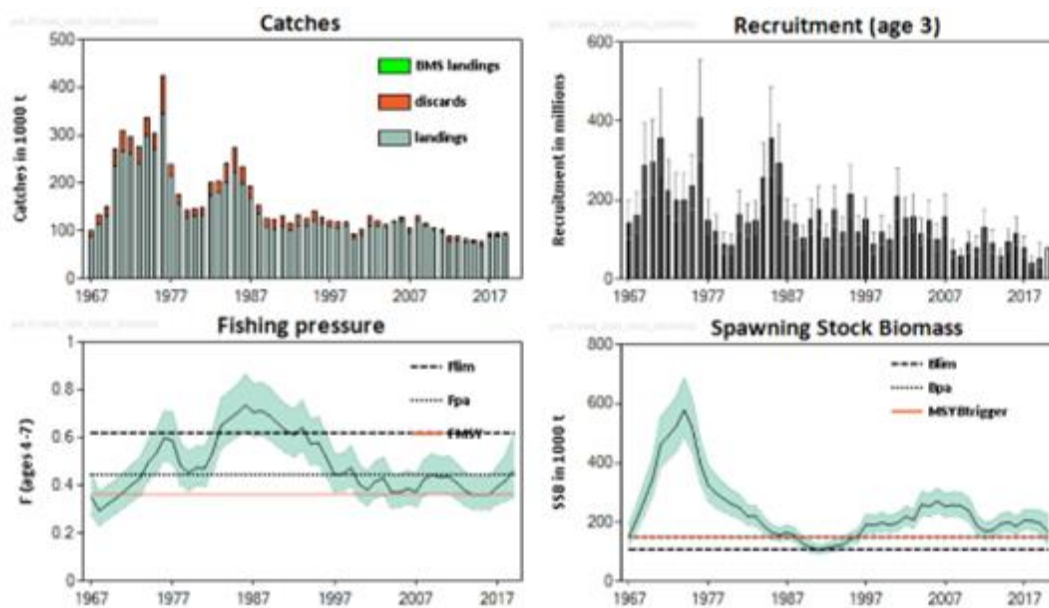 Catches
Catches in 1000 t
500
400
300
200
100
0
BMS landings
discards
landings
1967
1977
1987
1997
2007
2017
Recruitment (age 3)
Recruitment in millions
600
400
200
0
1967
1977
1987
1997
2007
2017
Fishing pressure
F (ages 4-7)
1
0.8
0.6
0.4
0.2
0
Flim
Fpa
FMSY
1967
1977
1987
1997
2007
2017
Spawning Stock Biomass
SSB in 1000 t
800
600
400
200
0
Blim
Bpa
MSYBtrigger
1967
1977
1987
1997
2007
2017